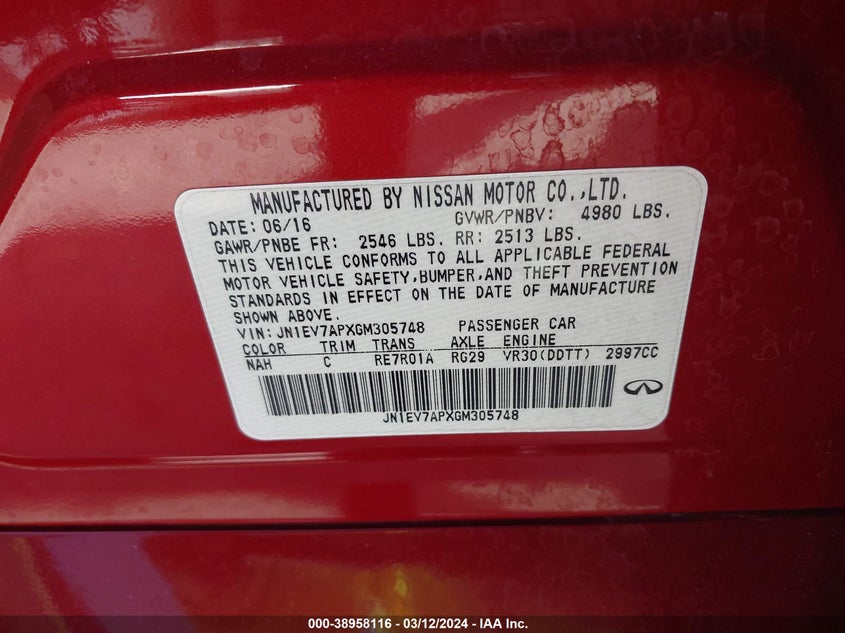 MANUFACTURED BY NISSAN MOTOR CO.,LTD.
DATE: 06/16 GVWR/PNBV: 4980 LBS.
GAWR/PNBE FR: 2546 LBS. RR: 2513 LBS.
THIS VEHICLE CONFORMS TO ALL APPLICABLE FEDERAL
MOTOR VEHICLE SAFETY,BUMPER,AND THEFT PREVENTION
STANDARDS IN EFFECT ON THE DATE OF MANUFACTURE
SHOWN ABOVE.
VIN: JN1EV7APXGM305748 PASSENGER CAR
COLOR TRIM TRANS AXLE ENGINE
NAH C RE7R01A RG29 VR30(DDTT) 2997CC
JN1EV7APXGM305748
000-38958116 - 03/12/2024 - IAA Inc.